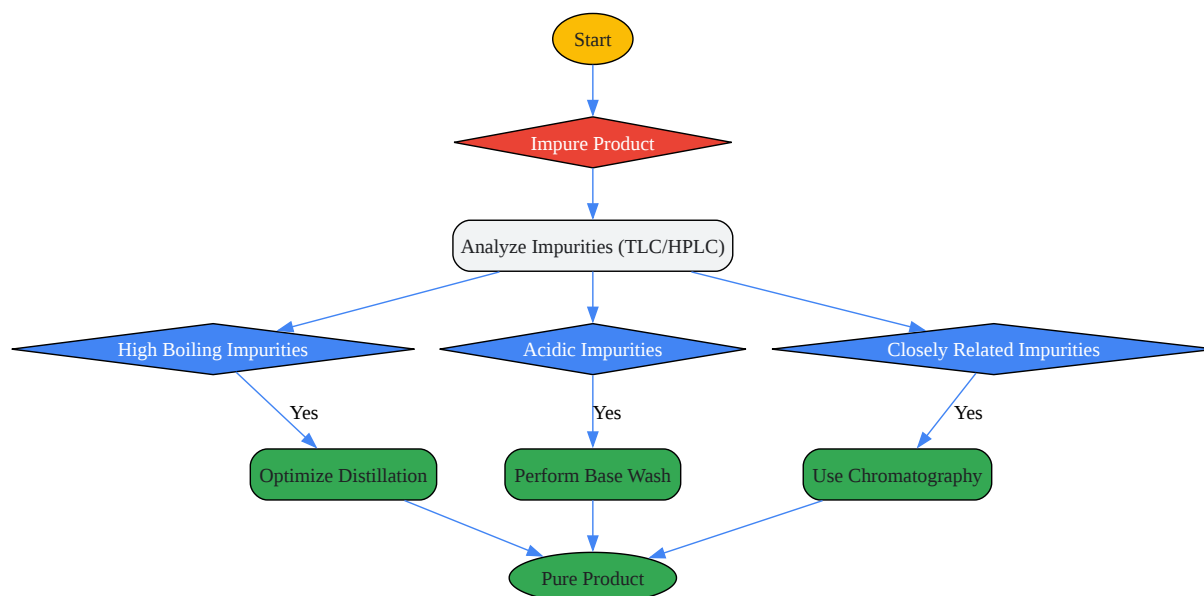 Start
Impure Product
Analyze Impurities (TLC/HPLC)
High Boiling Impurities
Acidic Impurities
Closely Related Impurities
Yes
Yes
Yes
Optimize Distillation
Perform Base Wash
Use Chromatography
Pure Product